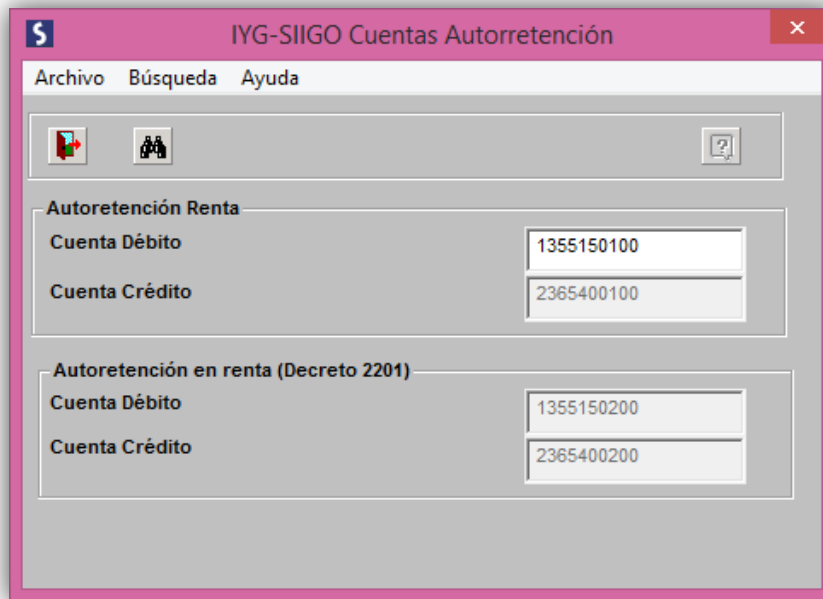 S
IYG-SIIGO Cuentas Autorretención
×
Archivo Búsqueda Ayuda
?
Autoretención Renta
Cuenta Débito 1355150100
Cuenta Crédito 2365400100
Autoretención en renta (Decreto 2201)
Cuenta Débito 1355150200
Cuenta Crédito 2365400200